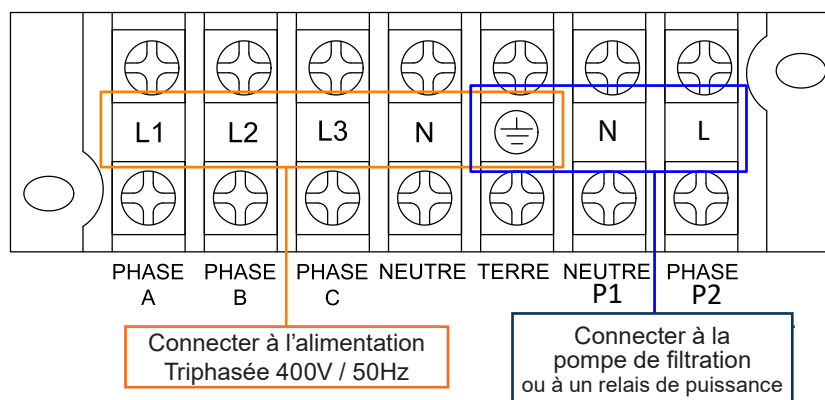 L1 L2 L3 N N L
PHASE PHASE PHASE NEUTRE TERRE NEUTRE PHASE
A B C P1 P2
Connecter à l'alimentation
Triphasée 400V / 50Hz
Connecter à la
pompe de filtration
ou à un relais de puissance